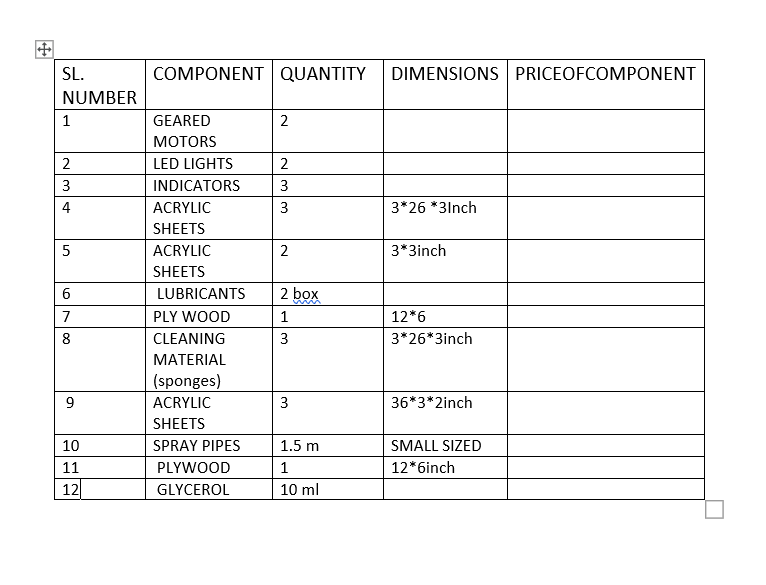 SL. NUMBER COMPONENT QUANTITY DIMENSIONS PRICEOFCOMPONENT
1 GEARED MOTORS 2
2 LED LIGHTS 2
3 INDICATORS 3
4 ACRYLIC SHEETS 3 3*26 *3Inch
5 ACRYLIC SHEETS 2 3*3inch
6 LUBRICANTS 2 box
7 PLY WOOD 1 12*6
8 CLEANING MATERIAL (sponges) 3 3*26*3inch
9 ACRYLIC SHEETS 3 36*3*2inch
10 SPRAY PIPES 1.5 m SMALL SIZED
11 PLYWOOD 1 12*6inch
12 GLYCEROL 10 ml